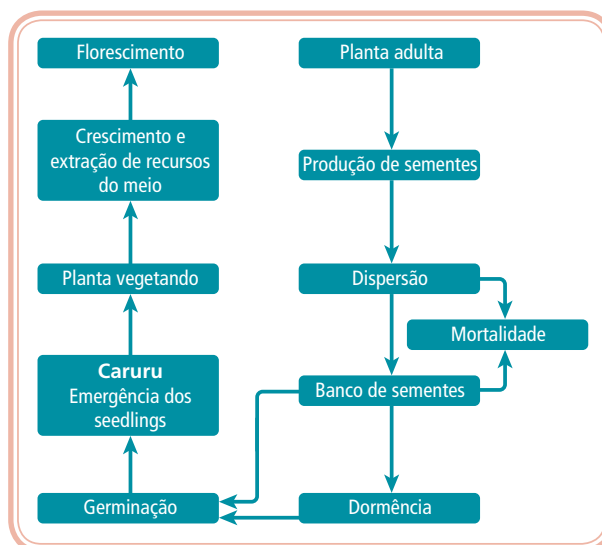 Florescimento
Crescimento e
extração de recursos
do meio
Planta vegetando
Caruru
Emergência dos
seedlings
Germinação
Planta adulta
Produção de sementes
Dispersão
Mortalidade
Banco de sementes
Dormência